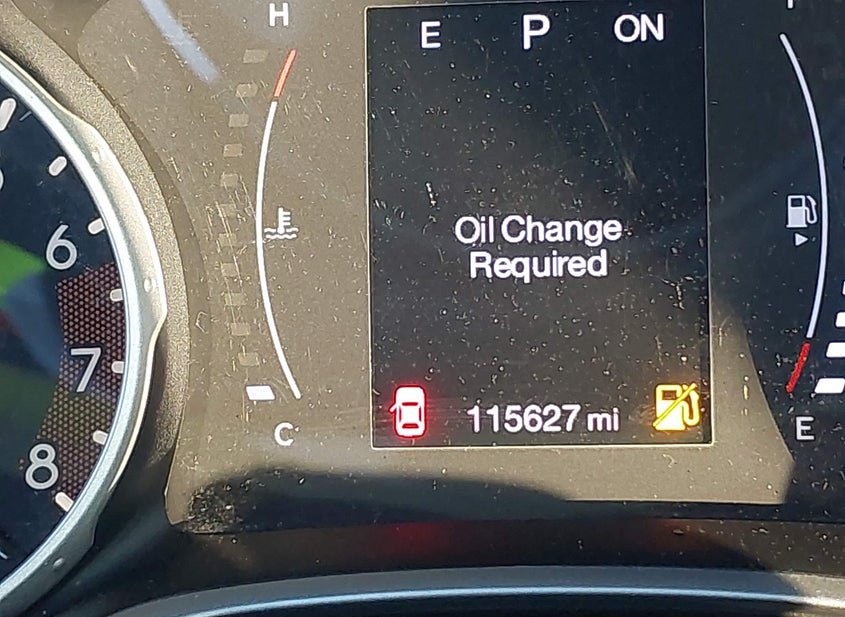 H
E P ON
Oil Change
Required
6
7
8
115627 mi
C
E